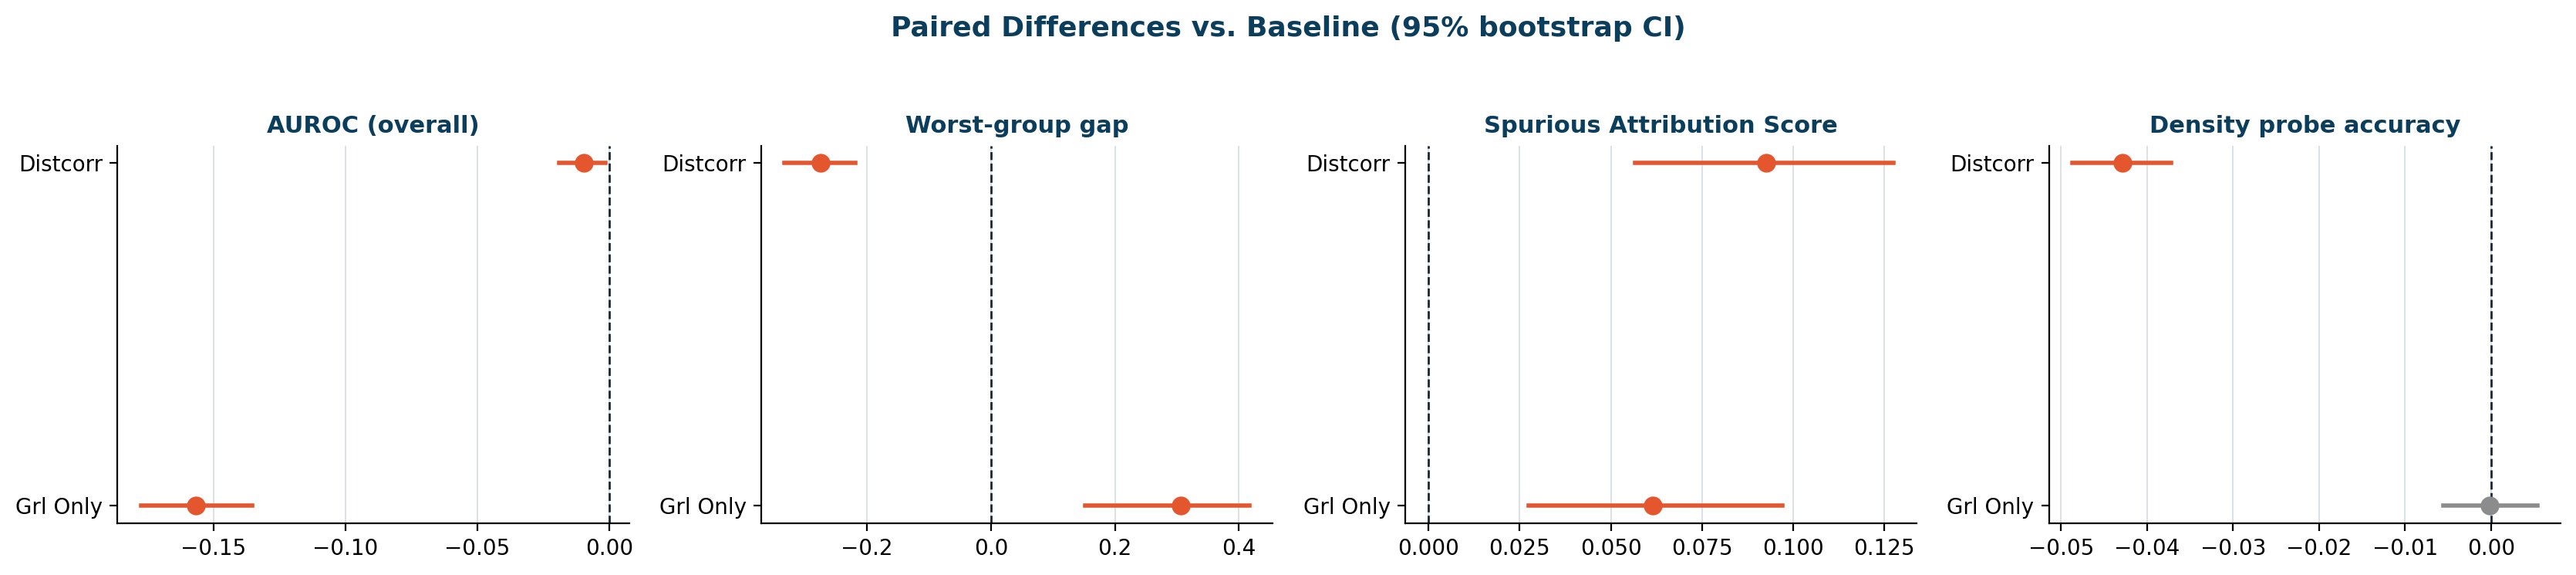 Paired Differences vs. Baseline (95% bootstrap CI)
AUROC (overall)
Distcorr
Grl Only
−0.15 −0.10 −0.05 0.00
Worst-group gap
Distcorr
Grl Only
−0.2 0.0 0.2 0.4
Spurious Attribution Score
Distcorr
Grl Only
0.000 0.025 0.050 0.075 0.100 0.125
Density probe accuracy
Distcorr
Grl Only
−0.05 −0.04 −0.03 −0.02 −0.01 0.00